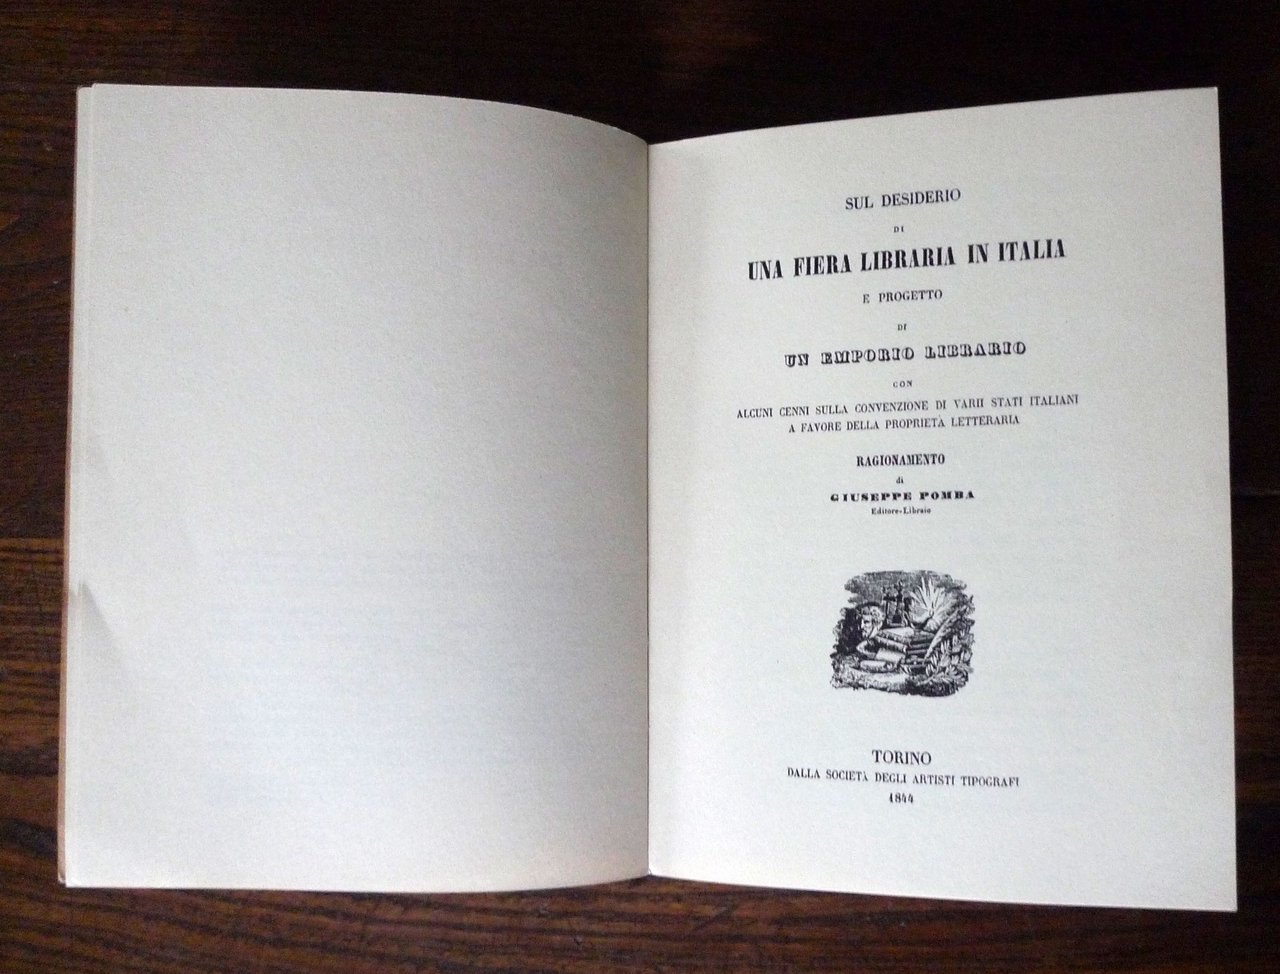 SUL DESIDERIO
DI
UNA FIERA LIBRARIA IN ITALIA
E PROGETTO
DI
UN EMPORIO LIBRARIO
CON
ALCUNI CENNI SULLA CONVENZIONE DI VARII STATI ITALIANI
A FAVORE DELLA PROPRIETÀ LETTERARIA
RAGIONAMENTO
di
GIUSEPPE POMBA
Editore-Libraio
TORINO
DALLA SOCIETÀ DEGLI ARTISTI TIPOGRAFI
1844